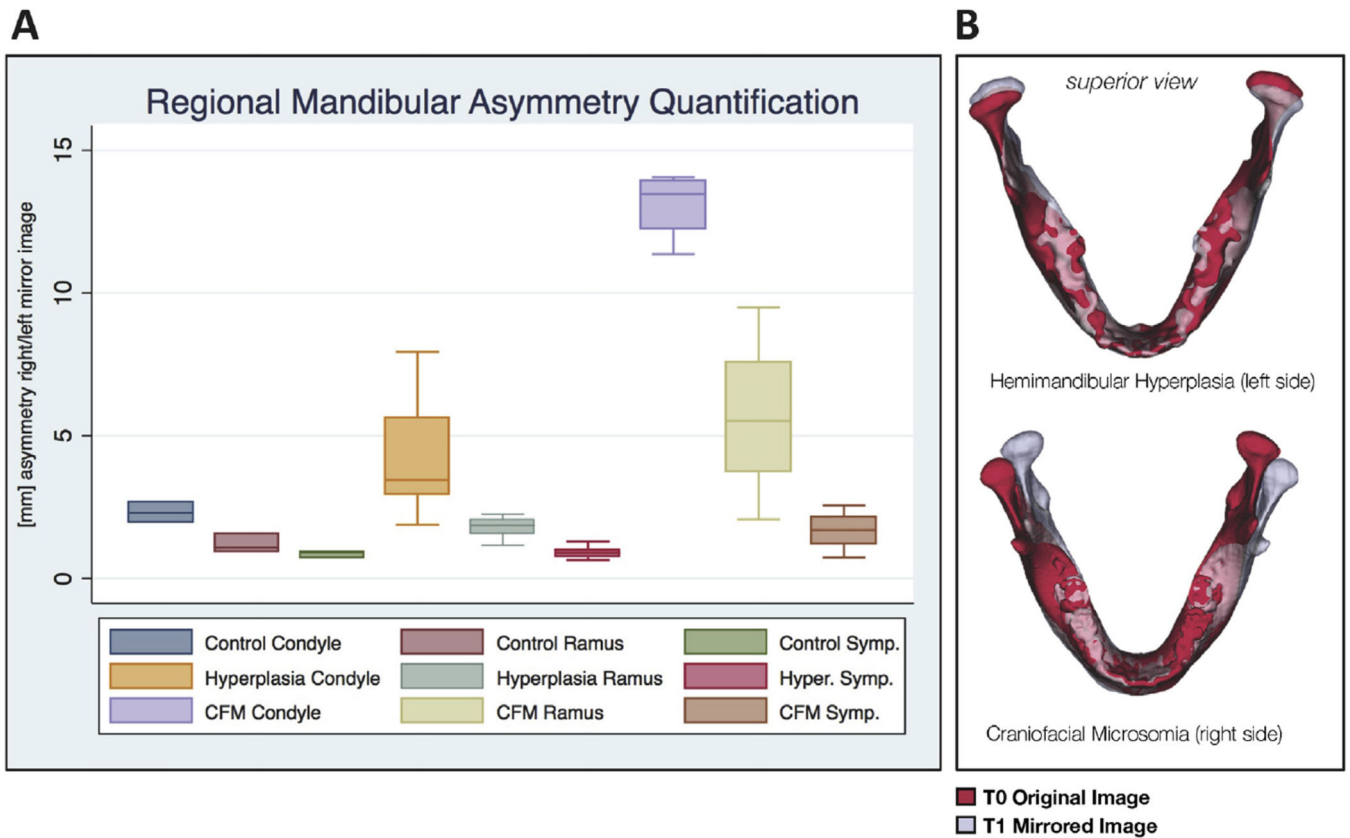 A
Regional Mandibular Asymmetry Quantification
[mm] asymmetry right/left mirror image
15
10
5
0
Control Condyle
Control Ramus
Control Symp.
Hyperplasia Condyle
Hyperplasia Ramus
Hyper. Symp.
CFM Condyle
CFM Ramus
CFM Symp.
B
superior view
Hemimandibular Hyperplasia (left side)
Craniofacial Microsomia (right side)
T0 Original Image
T1 Mirrored Image